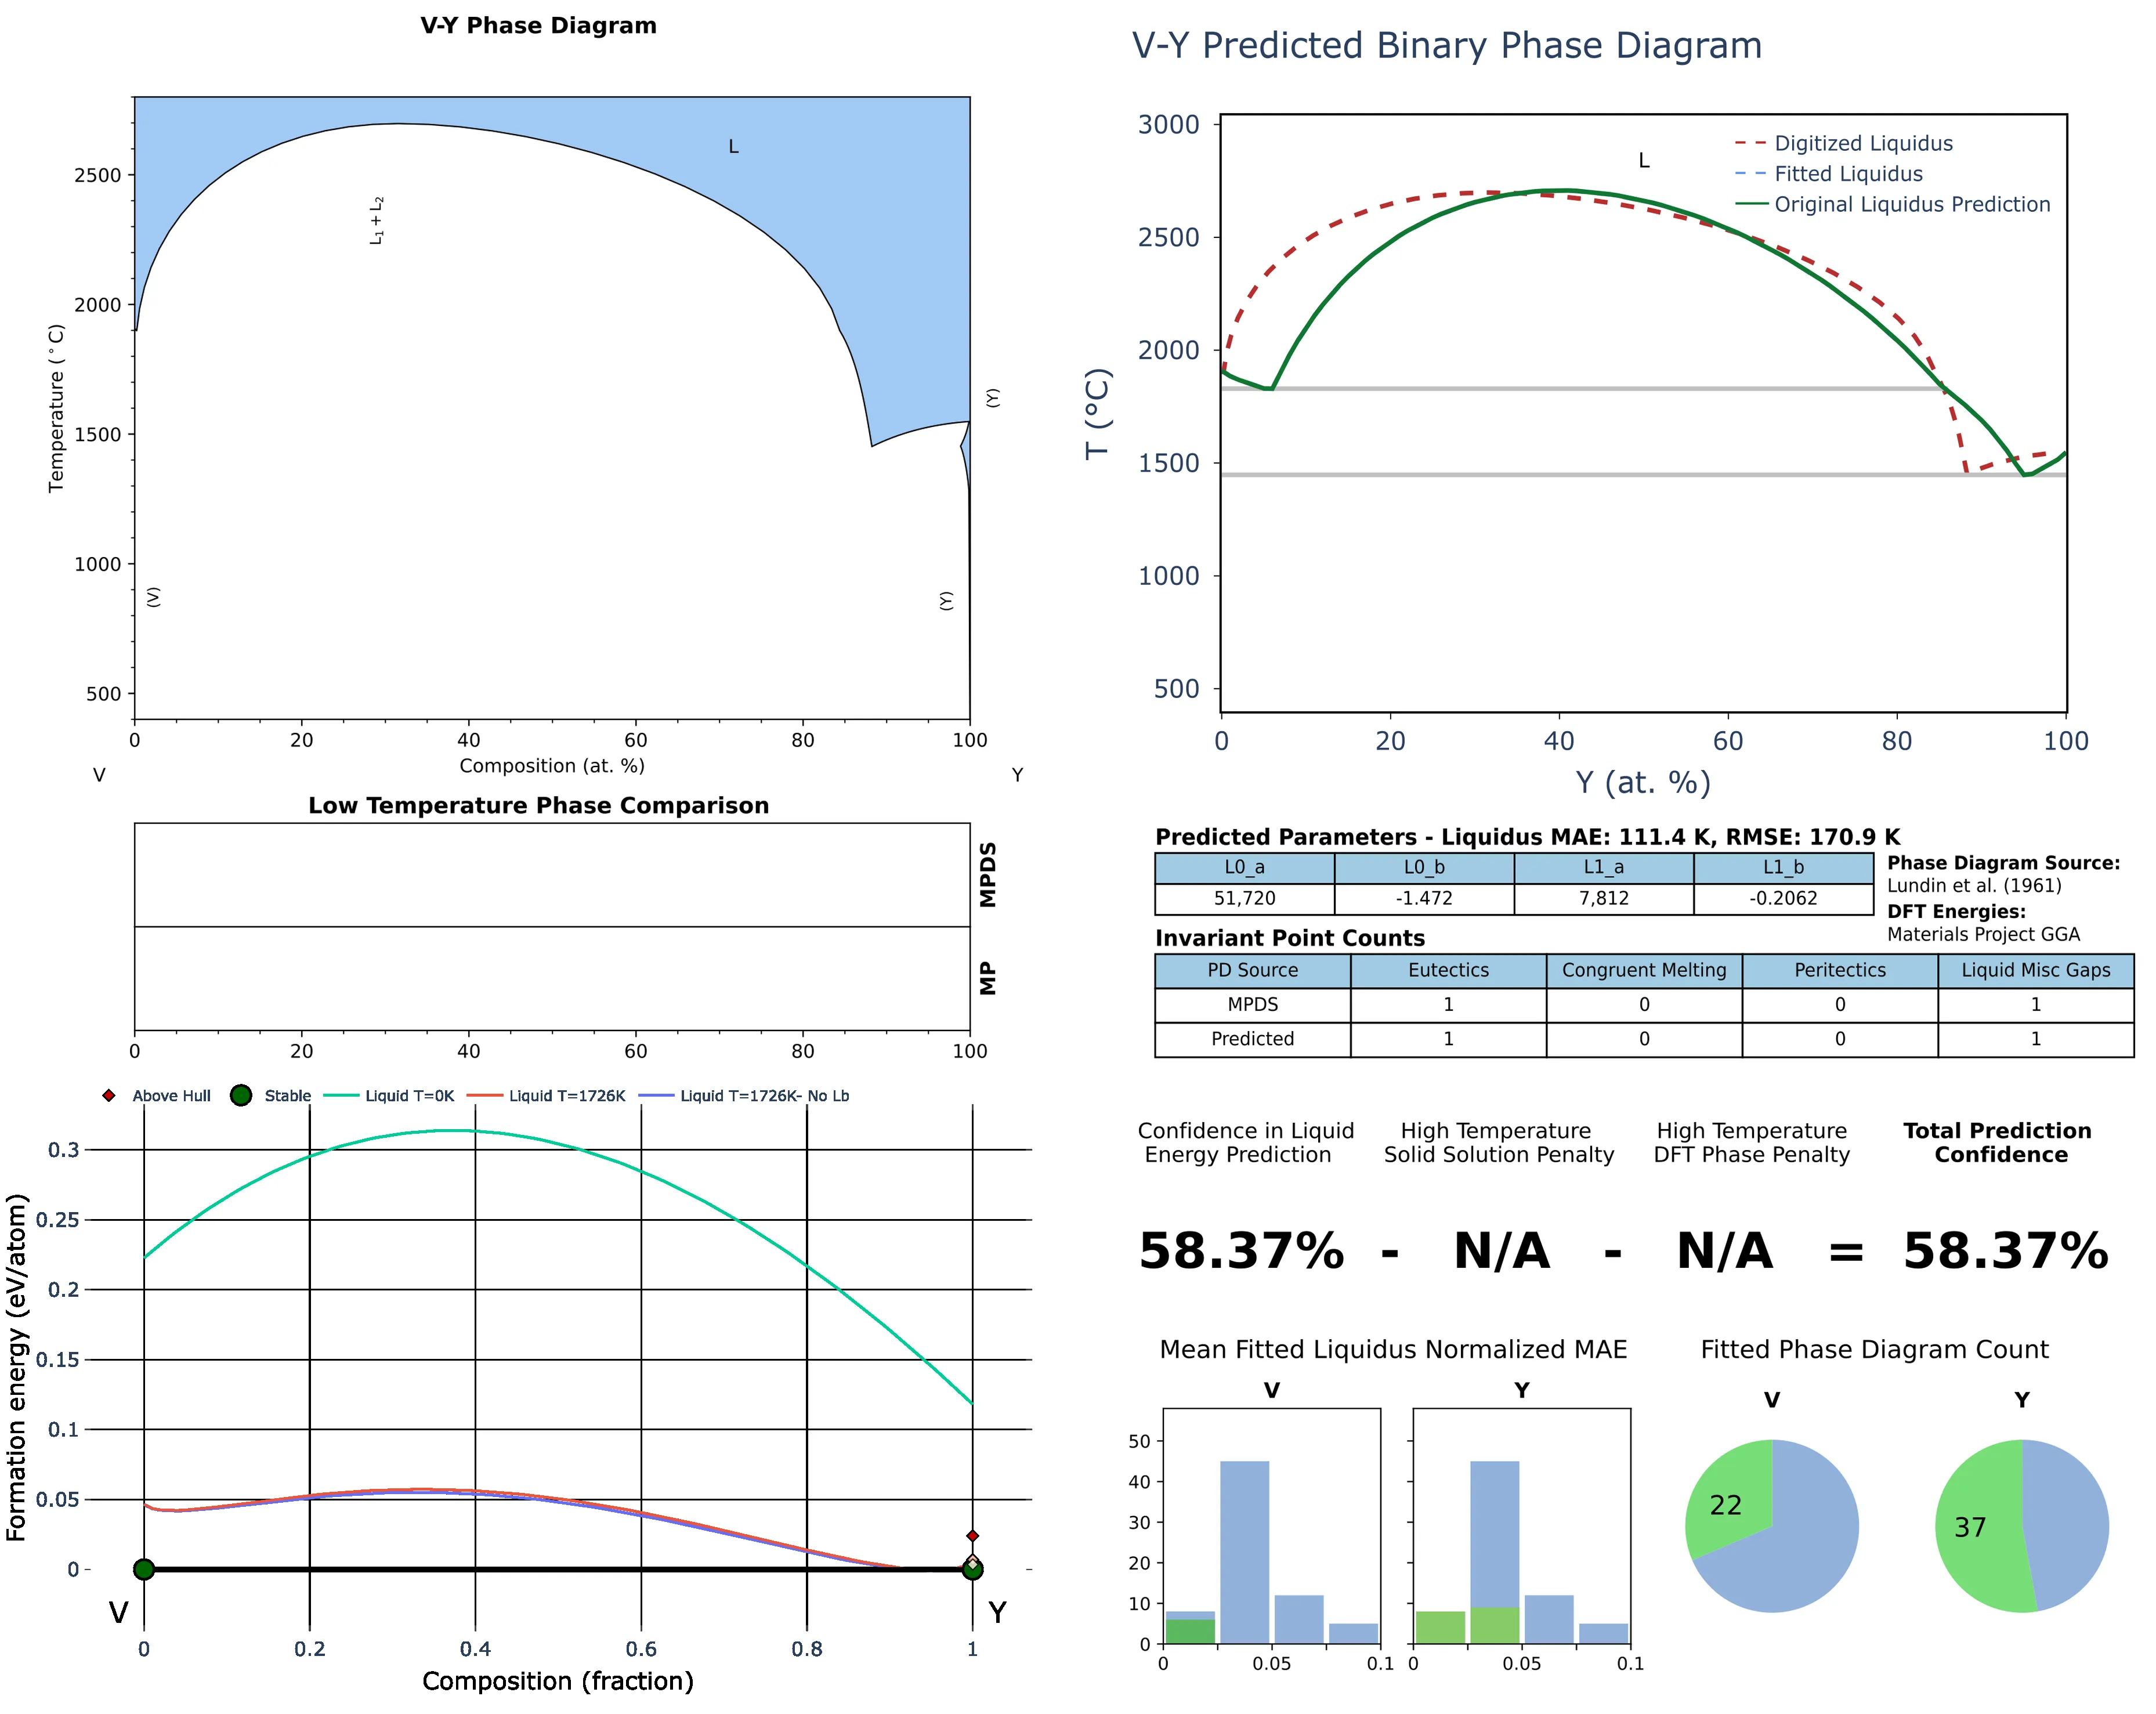 V-Y Phase Diagram
L
L₁ + L₂
(V)
(Y)
(Y)
Temperature (°C)
2500
2000
1500
1000
500
0 20 40 60 80 100
Composition (at. %)
V Y
Low Temperature Phase Comparison
MPDS
MP
0 20 40 60 80 100
Above Hull Stable Liquid T=0K Liquid T=1726K Liquid T=1726K- No Lb
Formation energy (eV/atom)
0.3
0.25
0.2
0.15
0.1
0.05
0
V Y
0 0.2 0.4 0.6 0.8 1
Composition (fraction)
V-Y Predicted Binary Phase Diagram
L
Digitized Liquidus
Fitted Liquidus
Original Liquidus Prediction
T (°C)
3000
2500
2000
1500
1000
500
0 20 40 60 80 100
Y (at. %)
Predicted Parameters - Liquidus MAE: 111.4 K, RMSE: 170.9 K
L0_a L0_b L1_a L1_b
51,720 -1.472 7,812 -0.2062
Phase Diagram Source:
Lundin et al. (1961)
DFT Energies:
Materials Project GGA
Invariant Point Counts
PD Source Eutectics Congruent Melting Peritectics Liquid Misc Gaps
MPDS 1 0 0 1
Predicted 1 0 0 1
Confidence in Liquid
Energy Prediction
High Temperature
Solid Solution Penalty
High Temperature
DFT Phase Penalty
Total Prediction
Confidence
58.37% - N/A - N/A = 58.37%
Mean Fitted Liquidus Normalized MAE
V Y
50
40
30
20
10
0
0 0.05 0.1 0 0.05 0.1
Fitted Phase Diagram Count
V Y
22 37